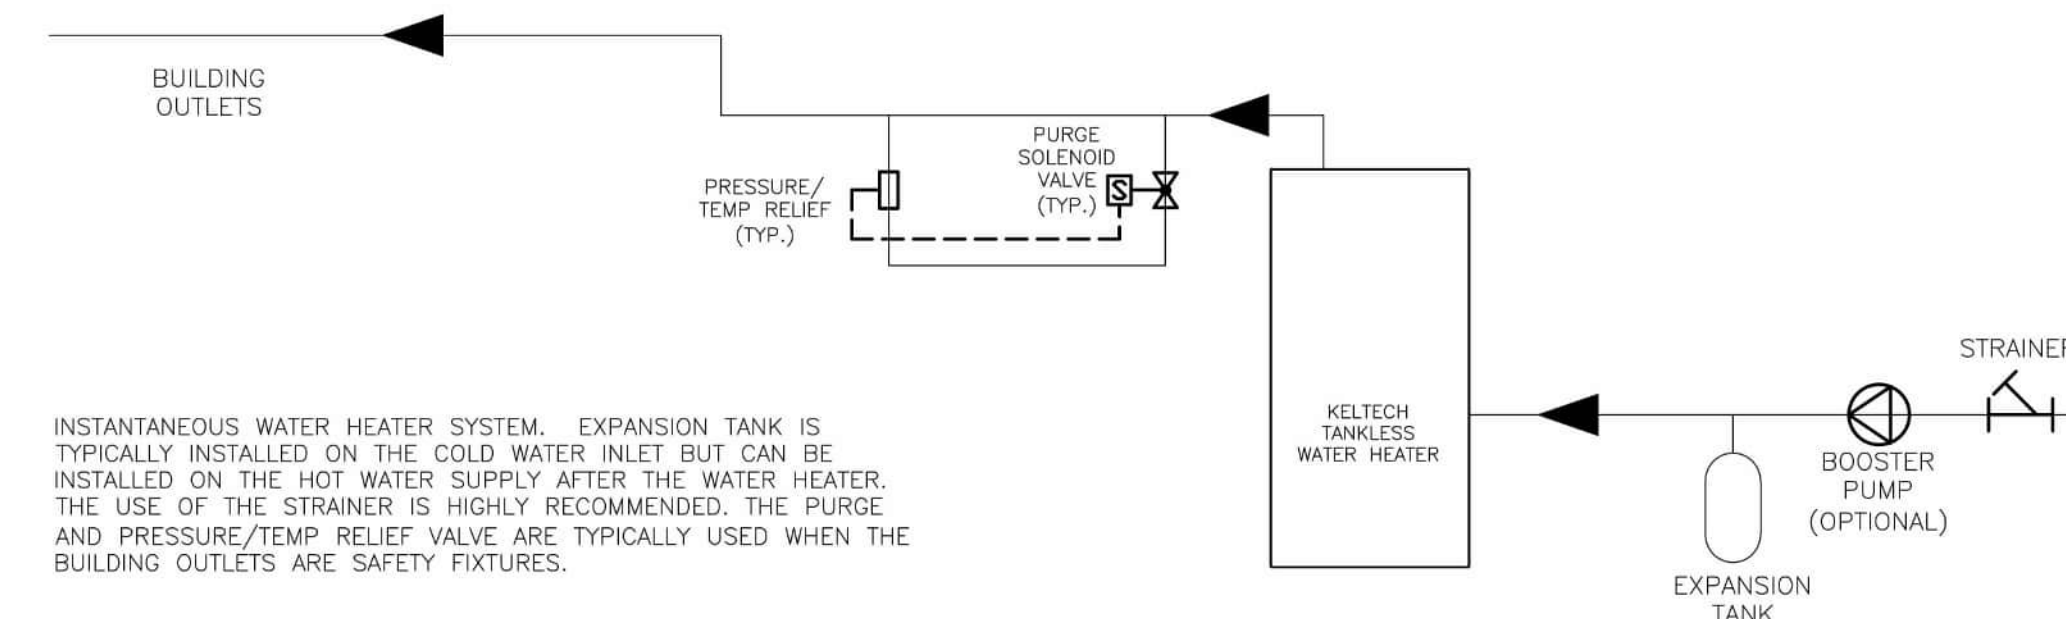 BUILDING
OUTLETS
PURGE
SOLENOID
VALVE
(TYP.)
S
PRESSURE/
TEMP RELIEF
(TYP.)
STRAINER
KELTECH
TANKLESS
WATER HEATER
BOOSTER
PUMP
(OPTIONAL)
EXPANSION
TANK
INSTANTANEOUS WATER HEATER SYSTEM. EXPANSION TANK IS
TYPICALLY INSTALLED ON THE COLD WATER INLET BUT CAN BE
INSTALLED ON THE HOT WATER SUPPLY AFTER THE WATER HEATER.
THE USE OF THE STRAINER IS HIGHLY RECOMMENDED. THE PURGE
AND PRESSURE/TEMP RELIEF VALVE ARE TYPICALLY USED WHEN THE
BUILDING OUTLETS ARE SAFETY FIXTURES.